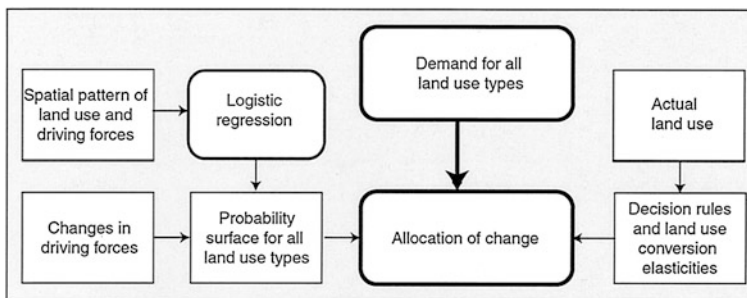 Spatial pattern of
land use and
driving forces
Logistic
regression
Demand for all
land use types
Actual
land use
Changes in
driving forces
Probability
surface for all
land use types
Allocation of change
Decision rules
and land use
conversion
elasticities